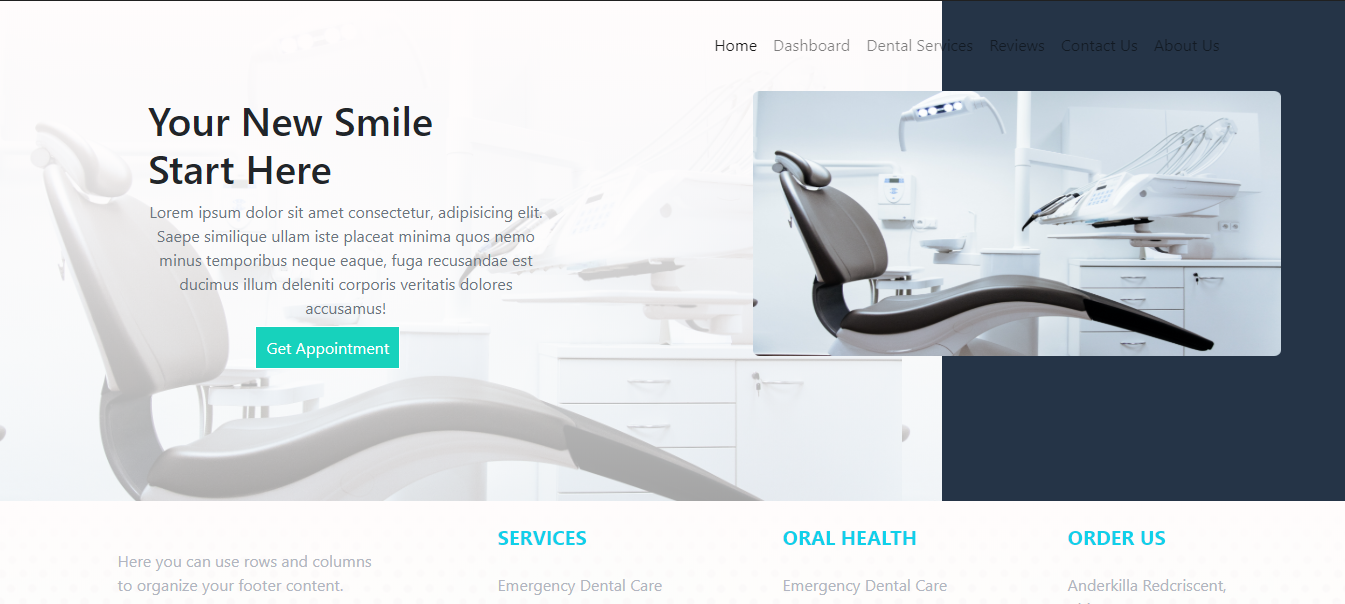 Home Dashboard Dental Services Reviews Contact Us About Us
Your New Smile
Start Here
Lorem ipsum dolor sit amet consectetur, adipisicing elit.
Saepe similique ullam iste placeat minima quos nemo
minus temporibus neque eaque, fuga recusandae est
ducimus illum deleniti corporis veritatis dolores
accusamus!
Get Appointment
Here you can use rows and columns
to organize your footer content.
SERVICES
Emergency Dental Care
ORAL HEALTH
Emergency Dental Care
ORDER US
Anderkilla Redcriscent,